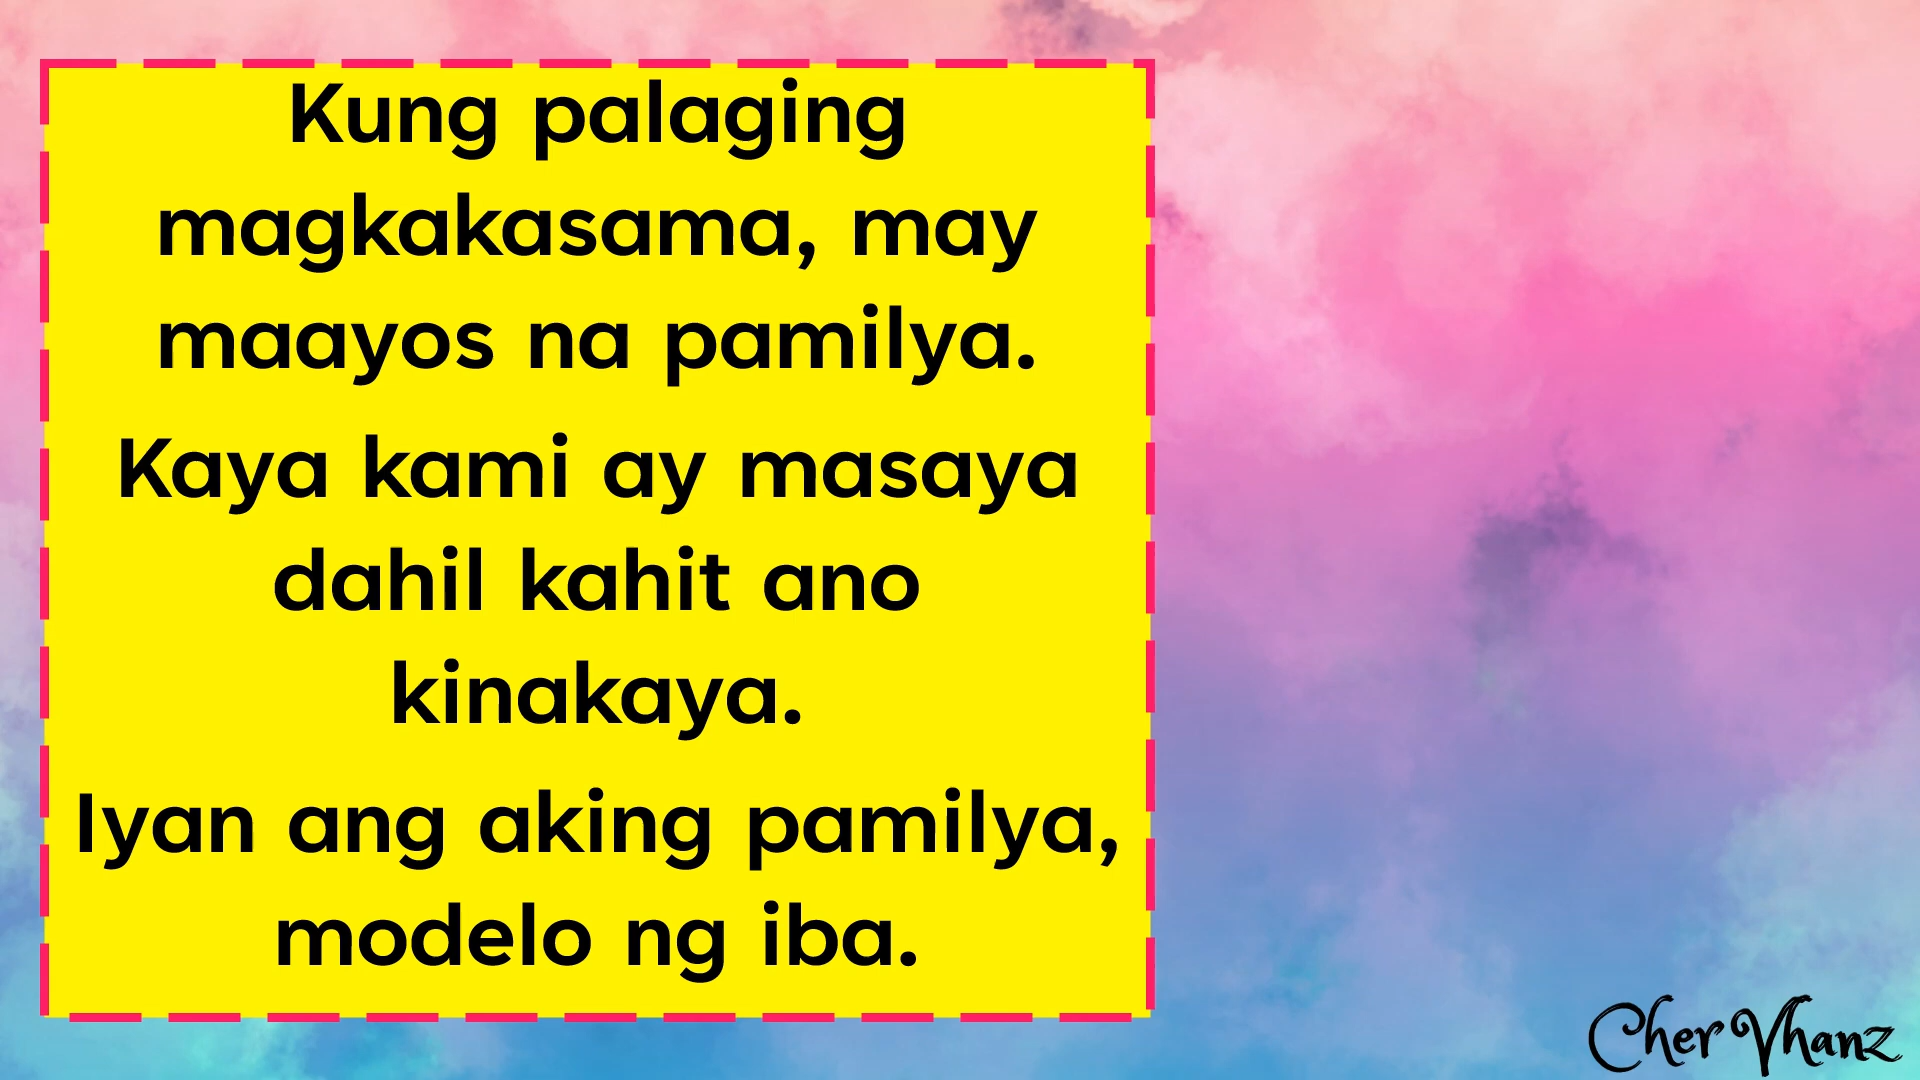 Kung palaging
magkakasama, may
maayos na pamilya.
Kaya kami ay masaya
dahil kahit ano
kinakaya.
Iyan ang aking pamilya,
modelo ng iba.
Cher Vhanz